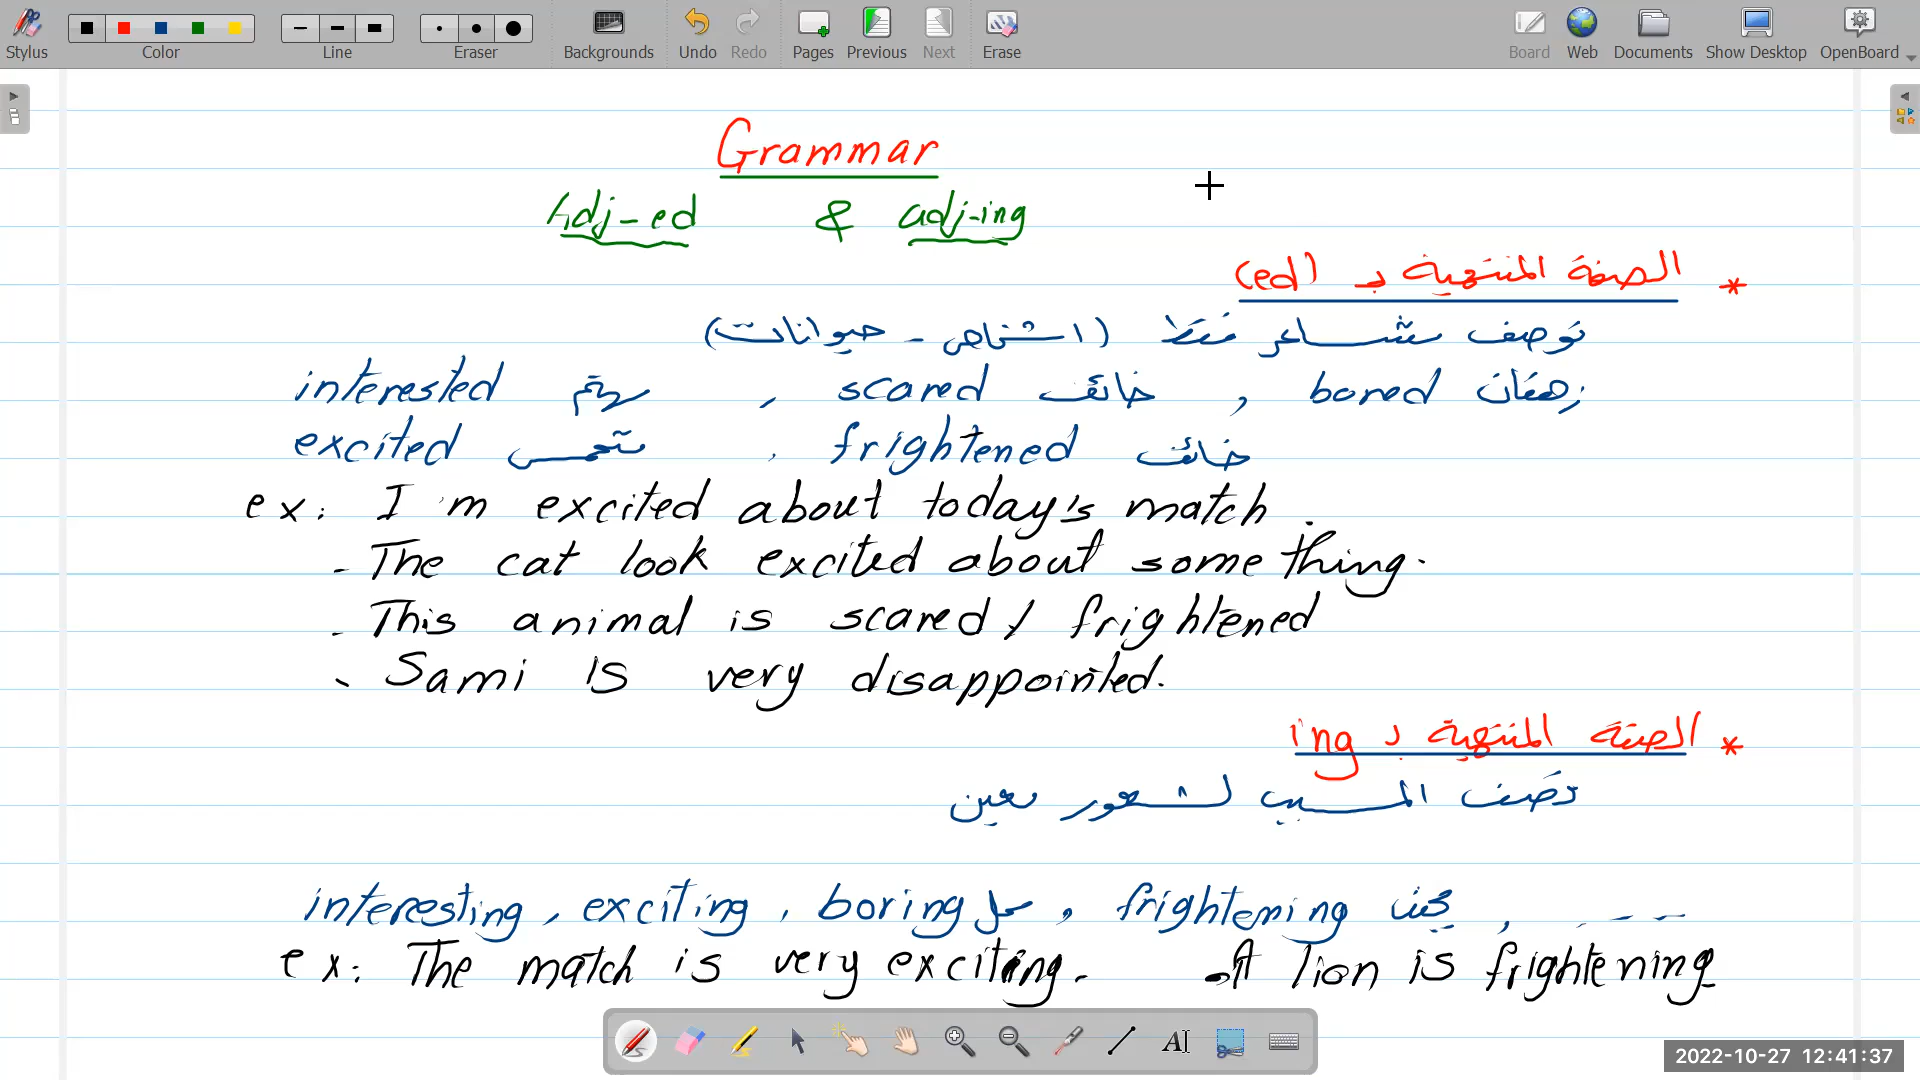 Stylus Color Line Eraser Backgrounds Undo Redo Pages Previous Next Erase Board Web Documents Show Desktop OpenBoard
Grammar
Adj-ed & adj-ing
* الصفة المنتهية بـ (ed)
توصف مشاعر فقط (اشخاص - حيوانات)
interested مهتم , scared خائف , bored زهقان
excited متحمس , frightened خائف
ex: I'm excited about today's match.
- The cat look excited about something.
- This animal is scared / frightened
- Sami is very disappointed.
* الصفة المنتهية بـ ing
تصف المسبب لشعور معين
interesting, exciting, boring ممل , frightening مخيف , - - -
ex: The match is very exciting. . A lion is frightening
2022-10-27 12:41:37